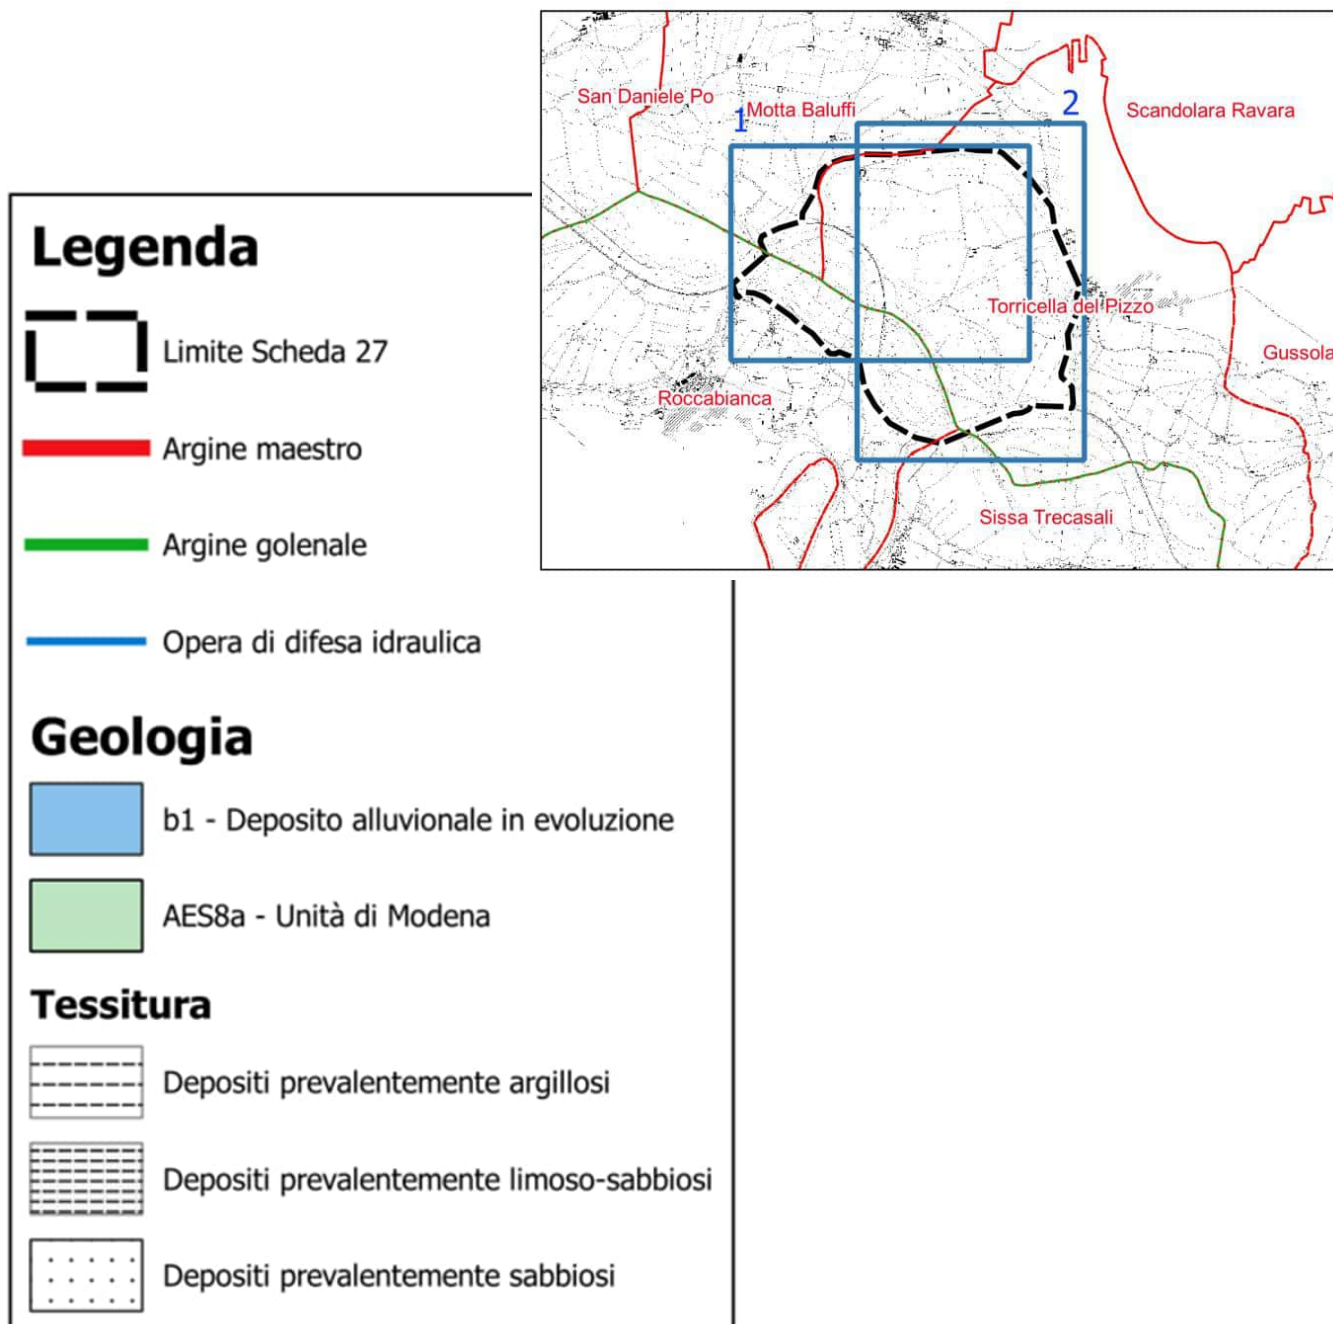 San Daniele Po
1
Motta Baluffi
2
Scandolara Ravara
Torricella del Pizzo
Gussola
Roccabianca
Sissa Trecasali
Legenda
Limite Scheda 27
Argine maestro
Argine golenale
Opera di difesa idraulica
Geologia
b1 - Deposito alluvionale in evoluzione
AES8a - Unità di Modena
Tessitura
Depositi prevalentemente argillosi
Depositi prevalentemente limoso-sabbiosi
Depositi prevalentemente sabbiosi